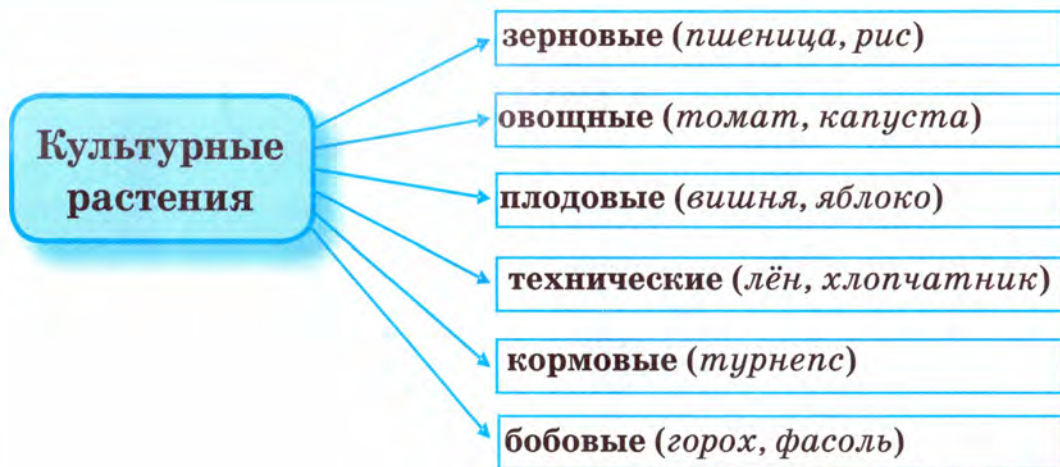 Культурные
растения
зерновые (пшеница, рис)
овощные (томат, капуста)
плодовые (вишня, яблоко)
технические (лён, хлопчатник)
кормовые (турнепс)
бобовые (горох, фасоль)